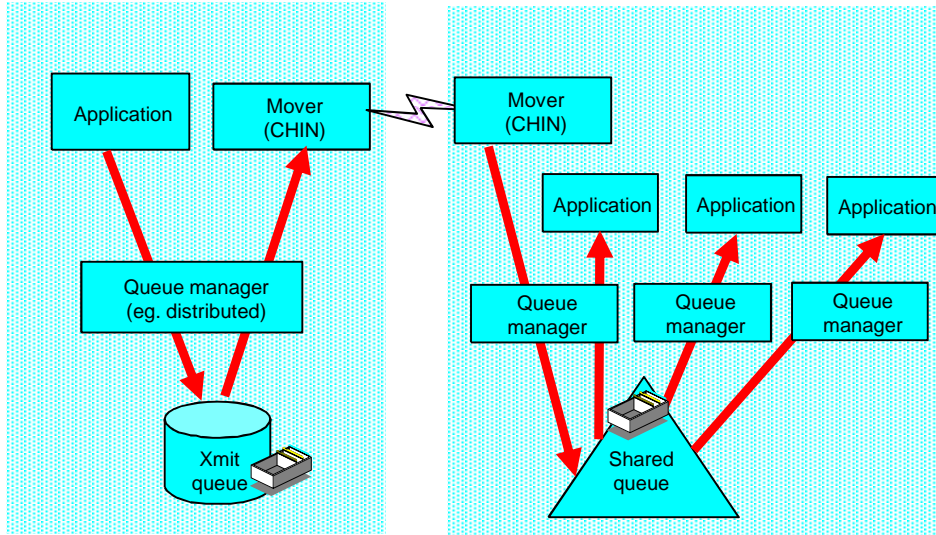 Application
Mover
(CHIN)
Queue manager
(eg. distributed)
Xmit
queue
Mover
(CHIN)
Application
Application
Application
Queue
manager
Queue
manager
Queue
manager
Shared
queue